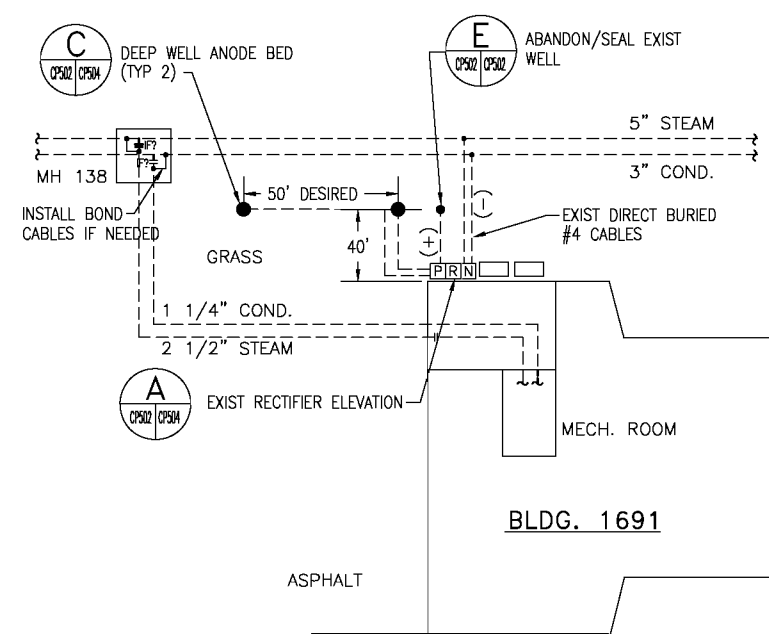 C
CP502 CP504
DEEP WELL ANODE BED
(TYP 2)
E
CP502 CP502
ABANDON/SEAL EXIST
WELL
5" STEAM
3" COND.
IF?
IF?
MH 138
INSTALL BOND
CABLES IF NEEDED
50' DESIRED
40'
(+)
(–)
EXIST DIRECT BURIED
#4 CABLES
GRASS
P R N
1 1/4" COND.
2 1/2" STEAM
A
CP502 CP504
EXIST RECTIFIER ELEVATION
MECH. ROOM
BLDG. 1691
ASPHALT